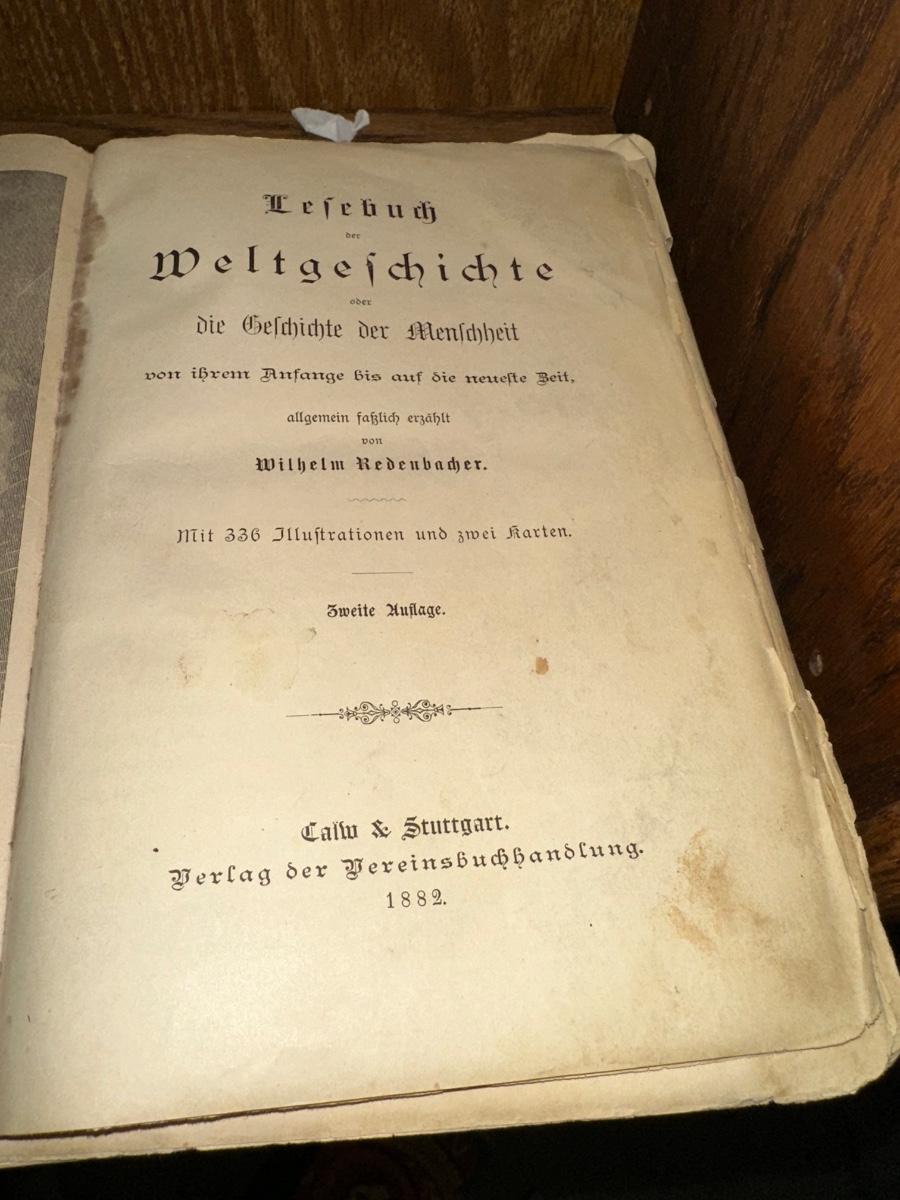 Leſebuch
der
Weltgeſchichte
oder
die Geſchichte der Menſchheit
von ihrem Anfange bis auf die neueſte Zeit,
allgemein faßlich erzählt
von
Wilhelm Redenbacher.
Mit 336 Illuſtrationen und zwei Karten.
Zweite Auflage.
Calw & Stuttgart.
Verlag der Vereinsbuchhandlung.
1882.